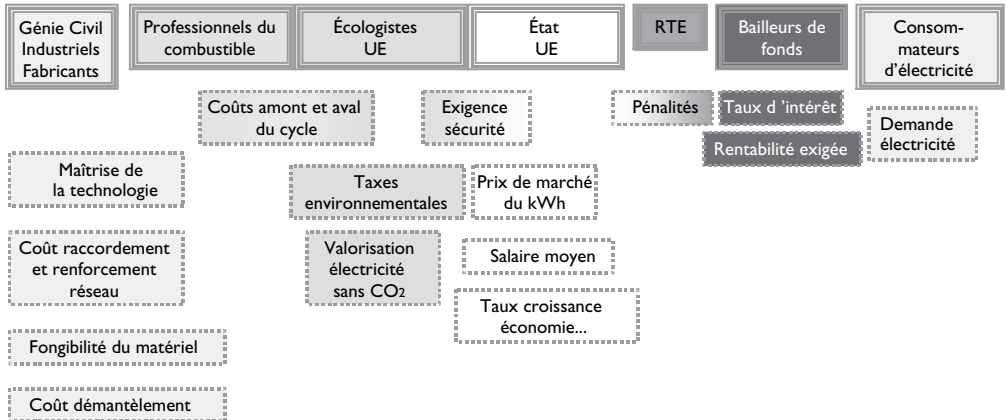 Génie Civil
Industriels
Fabricants
Professionnels du
combustible
Écologistes
UE
État
UE
RTE
Bailleurs de
fonds
Consom-
mateurs
d'électricité
Coûts amont et aval
du cycle
Exigence
sécurité
Pénalités
Taux d 'intérêt
Rentabilité exigée
Demande
électricité
Maîtrise de
la technologie
Taxes
environnementales
Prix de marché
du kWh
Coût raccordement
et renforcement
réseau
Valorisation
électricité
sans CO2
Salaire moyen
Taux croissance
économie...
Fongibilité du matériel
Coût démantèlement